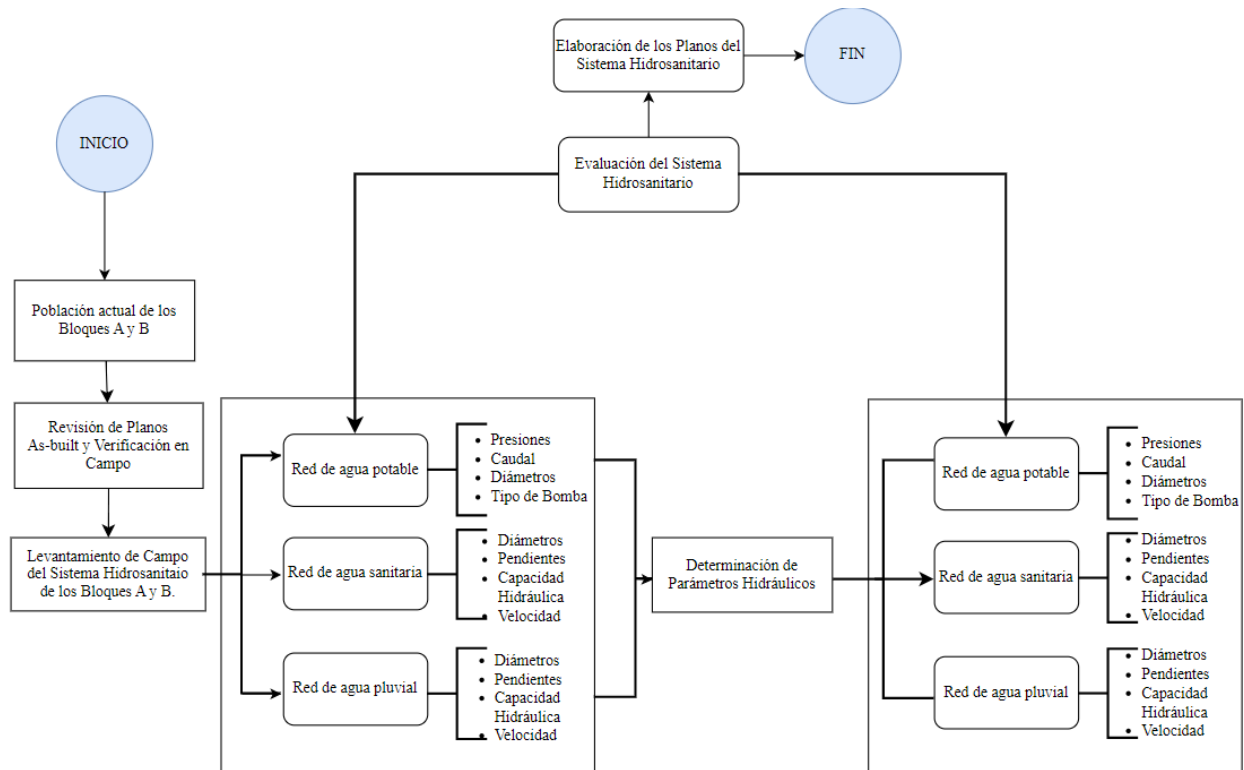 Elaboración de los Planos del
Sistema Hidrosanitario
FIN
INICIO
Evaluación del Sistema
Hidrosanitario
Población actual de los
Bloques A y B
Revisión de Planos
As-built y Verificación en
Campo
Levantamiento de Campo
del Sistema Hidrosanitaio
de los Bloques A y B.
Red de agua potable
• Presiones
• Caudal
• Diámetros
• Tipo de Bomba
Red de agua sanitaria
• Diámetros
• Pendientes
• Capacidad
Hidráulica
• Velocidad
Red de agua pluvial
• Diámetros
• Pendientes
• Capacidad
Hidráulica
• Velocidad
Determinación de
Parámetros Hidráulicos
Red de agua potable
• Presiones
• Caudal
• Diámetros
• Tipo de Bomba
Red de agua sanitaria
• Diámetros
• Pendientes
• Capacidad
Hidráulica
• Velocidad
Red de agua pluvial
• Diámetros
• Pendientes
• Capacidad
Hidráulica
• Velocidad